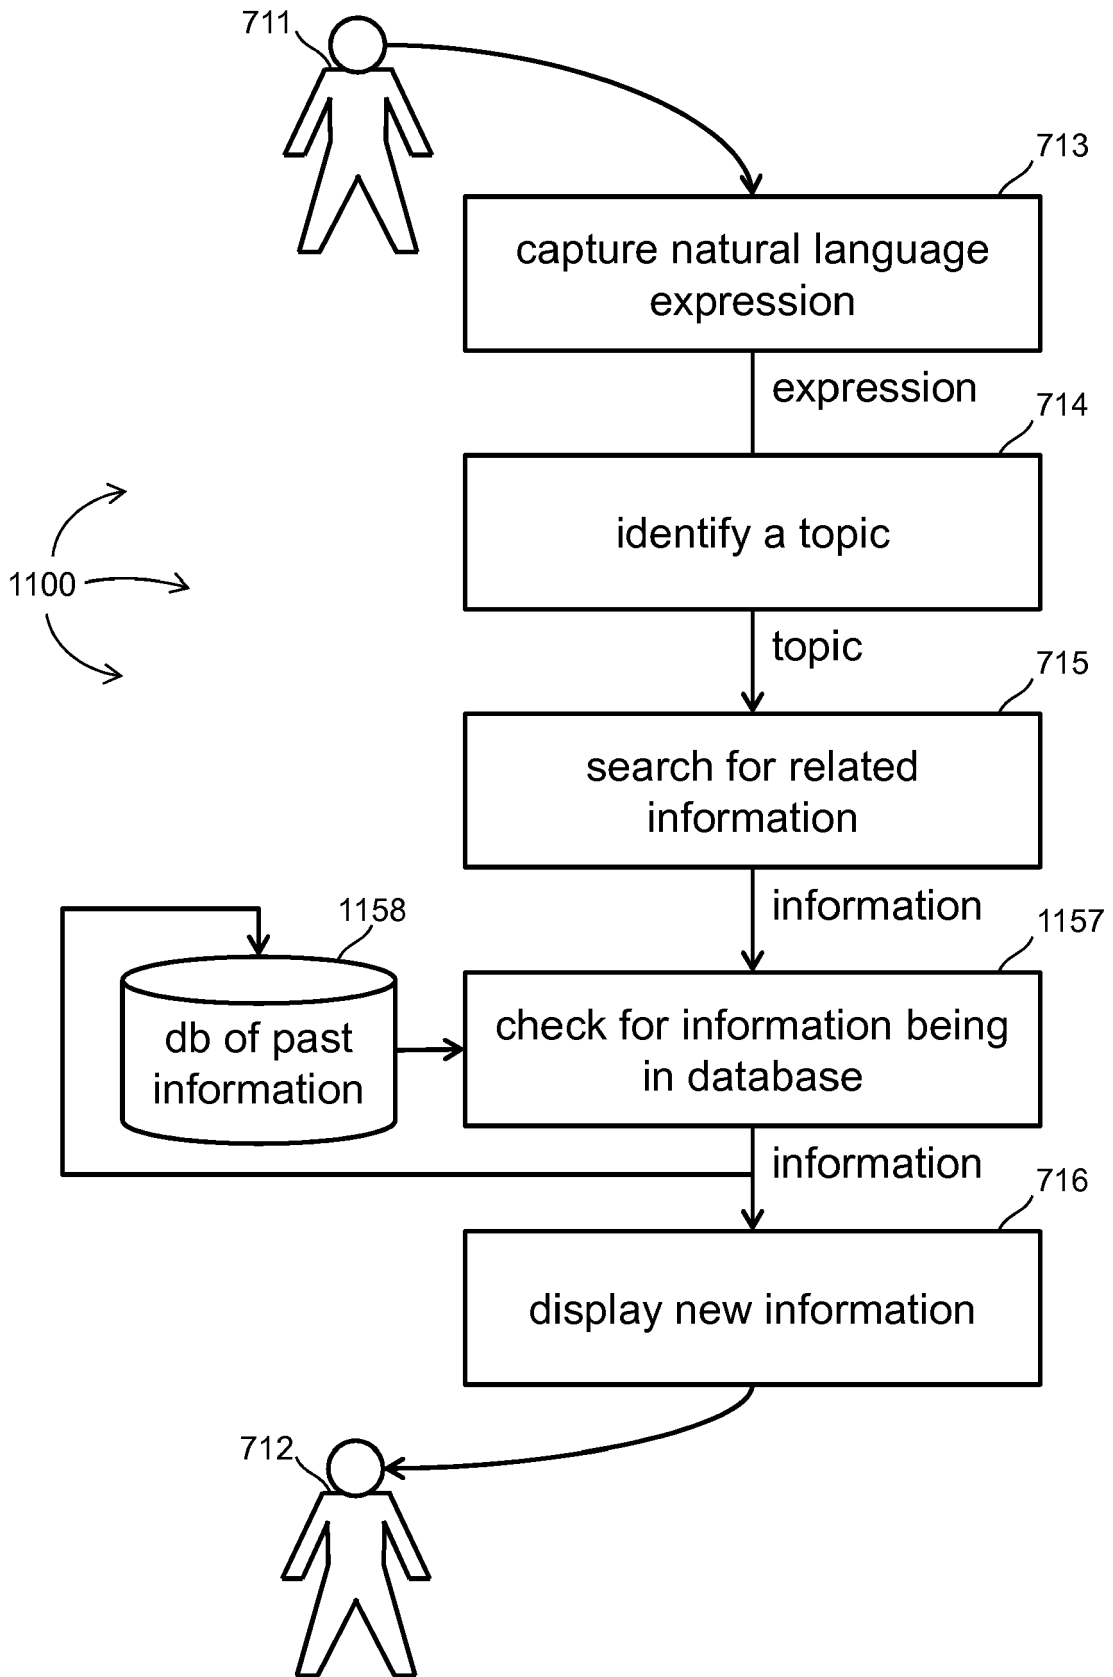 711
713
capture natural language
expression
expression
714
identify a topic
1100
topic
715
search for related
information
information
1158
1157
db of past
information
check for information being
in database
information
716
display new information
712